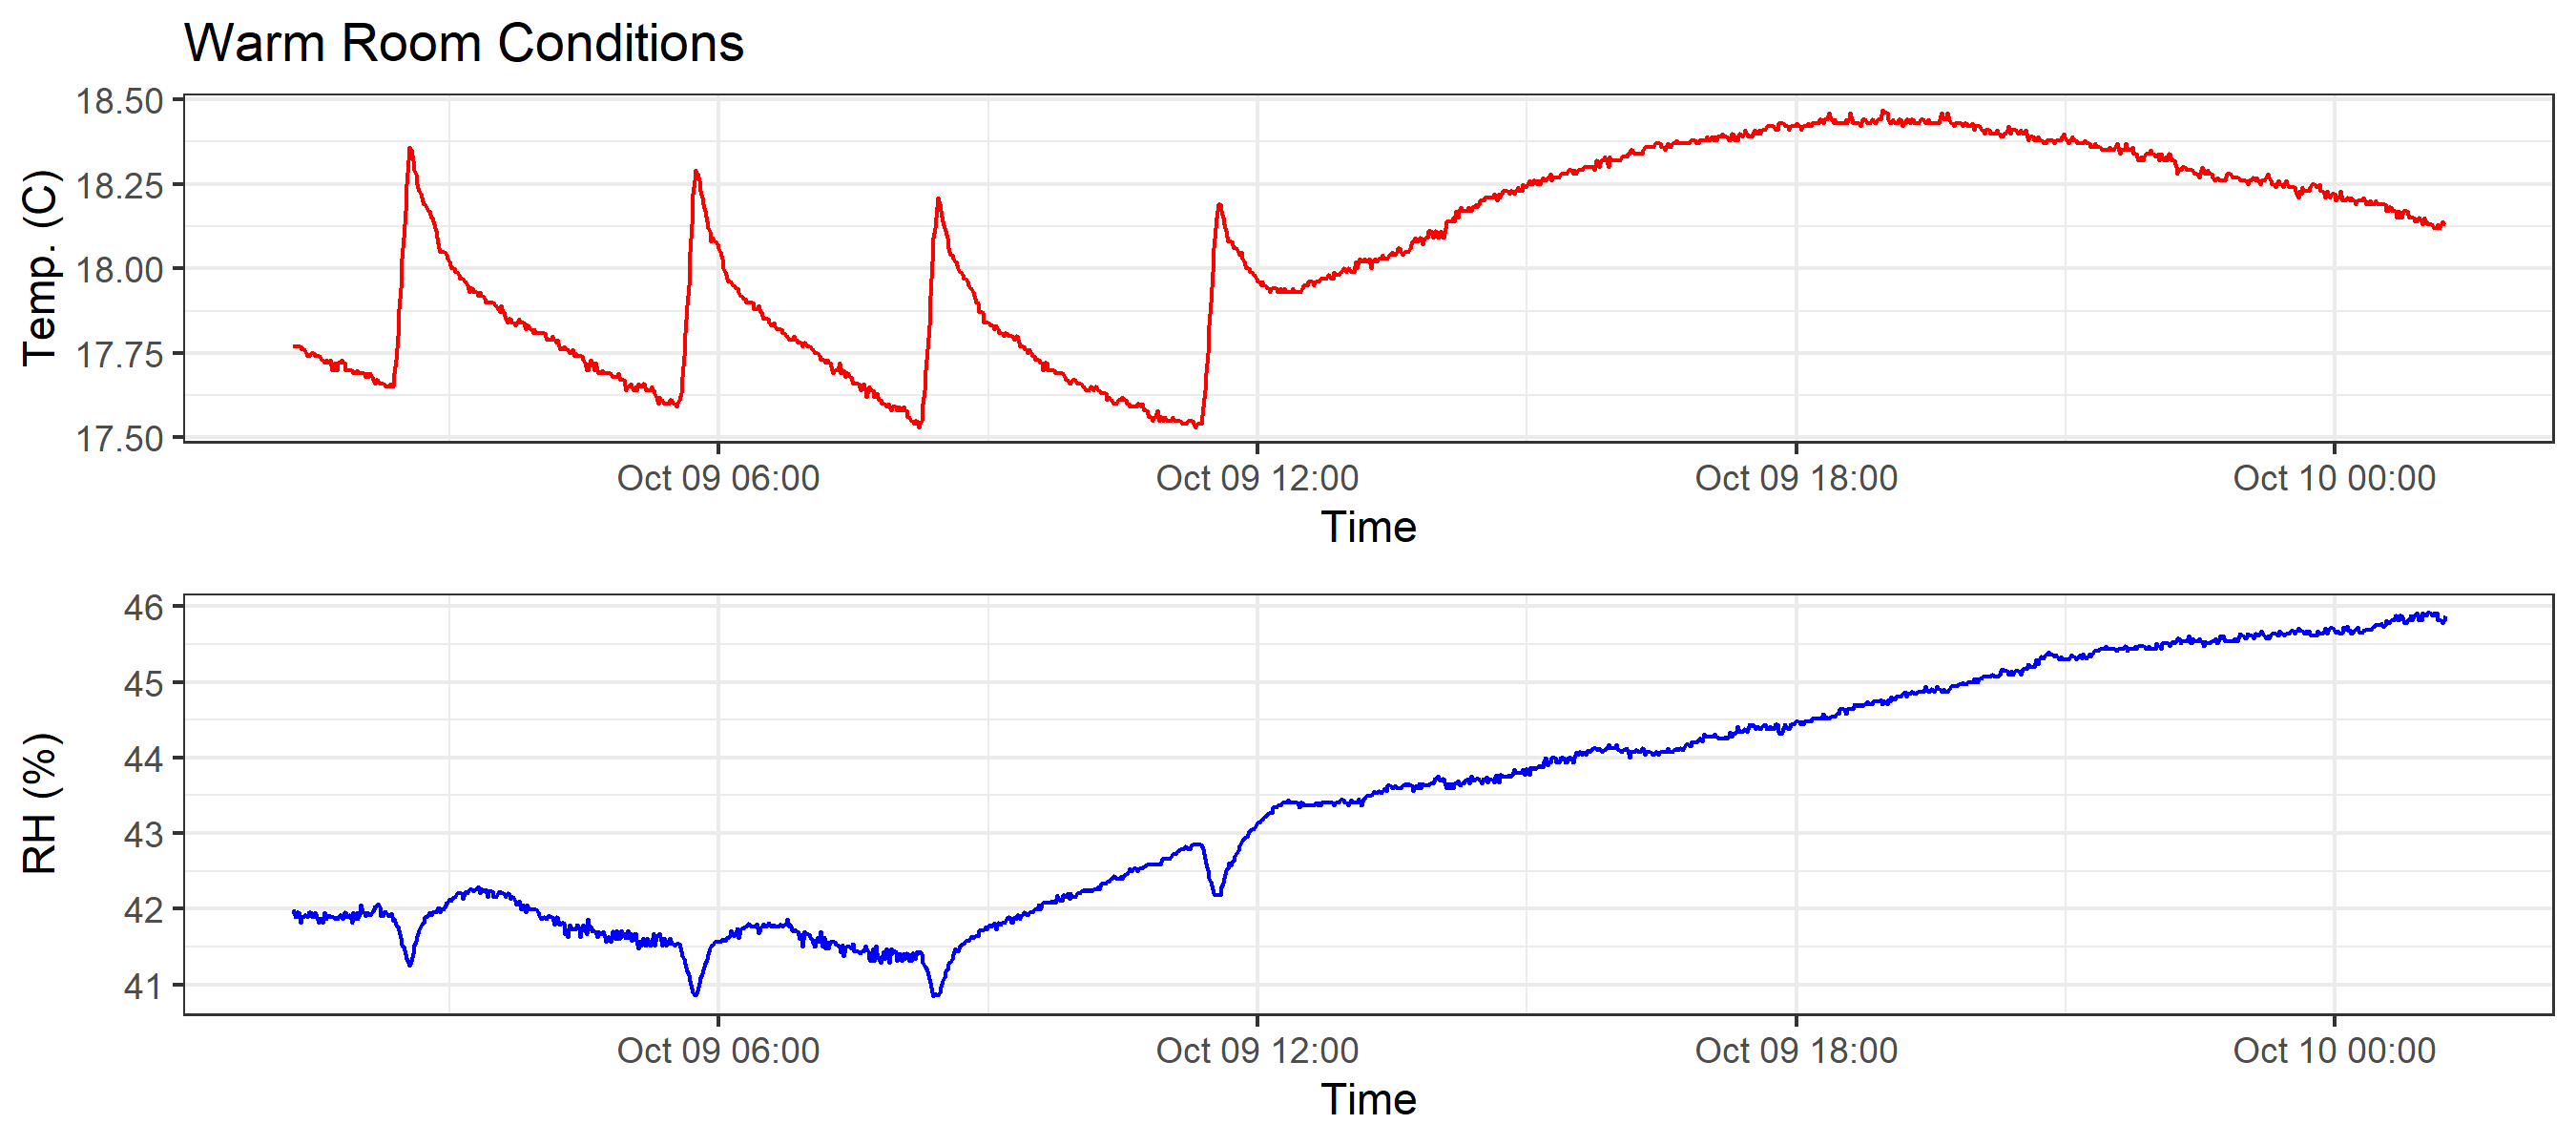 Warm Room Conditions
Temp. (C)
18.50
18.25
18.00
17.75
17.50
Oct 09 06:00 Oct 09 12:00 Oct 09 18:00 Oct 10 00:00
Time
RH (%)
46
45
44
43
42
41
Oct 09 06:00 Oct 09 12:00 Oct 09 18:00 Oct 10 00:00
Time